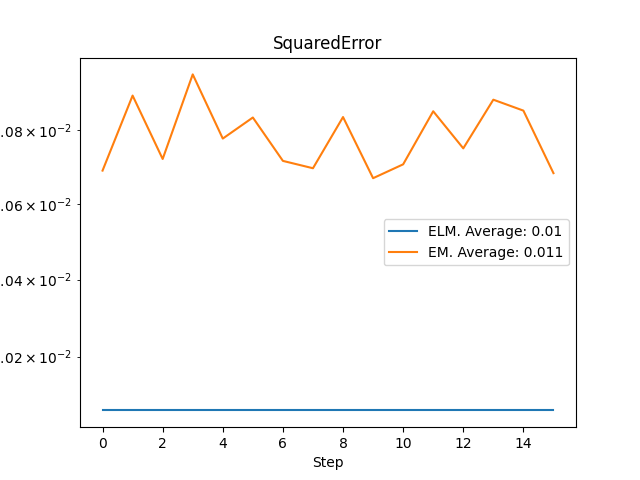 SquaredError
.08 × 10⁻²
.06 × 10⁻²
.04 × 10⁻²
.02 × 10⁻²
ELM. Average: 0.01
EM. Average: 0.011
0 2 4 6 8 10 12 14
Step